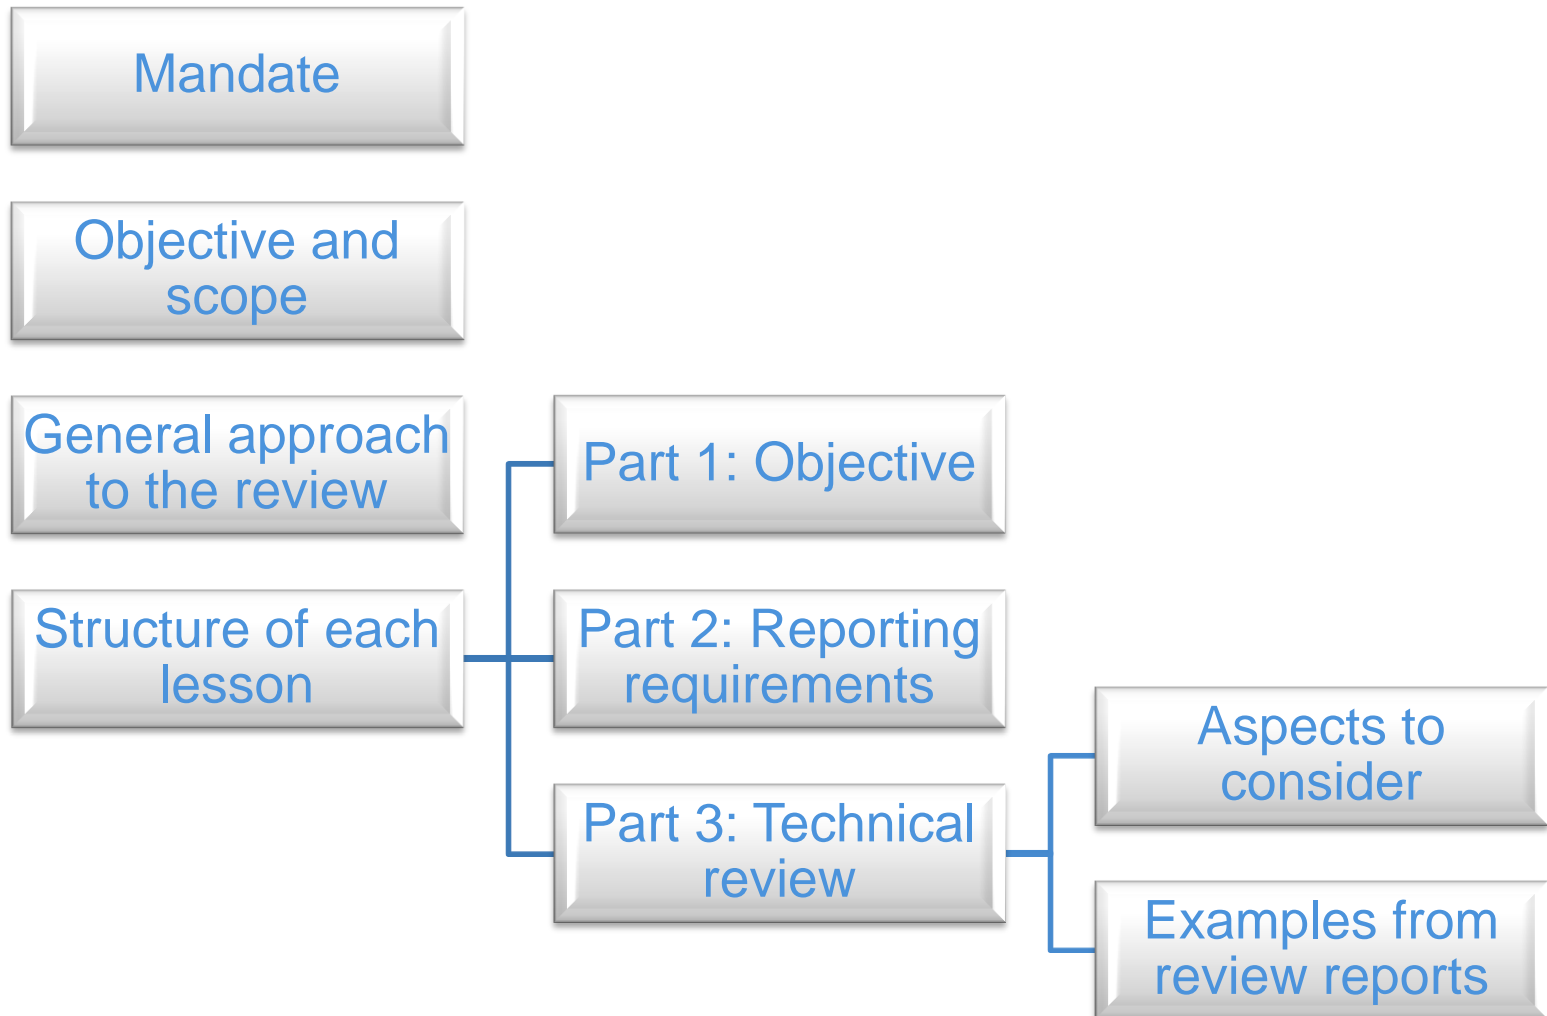 Mandate
Objective and
scope
General approach
to the review
Structure of each
lesson
Part 1: Objective
Part 2: Reporting
requirements
Part 3: Technical
review
Aspects to
consider
Examples from
review reports